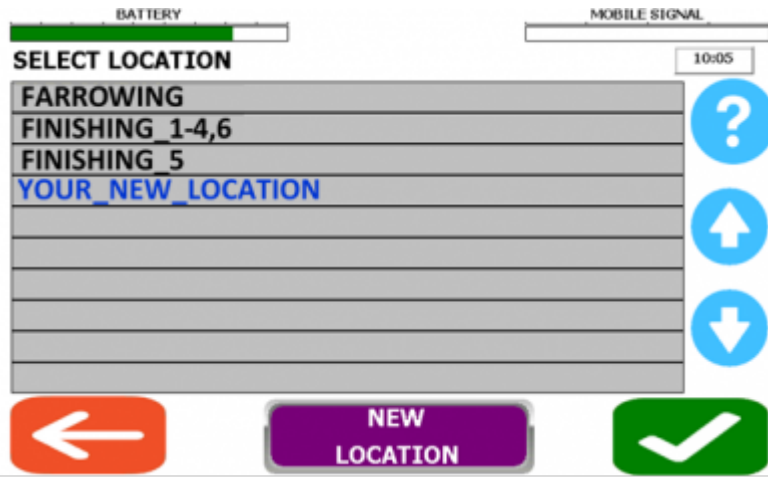 BATTERY
MOBILE SIGNAL
SELECT LOCATION
10:05
FARROWING
FINISHING_1-4,6
FINISHING_5
YOUR_NEW_LOCATION
?
NEW
LOCATION